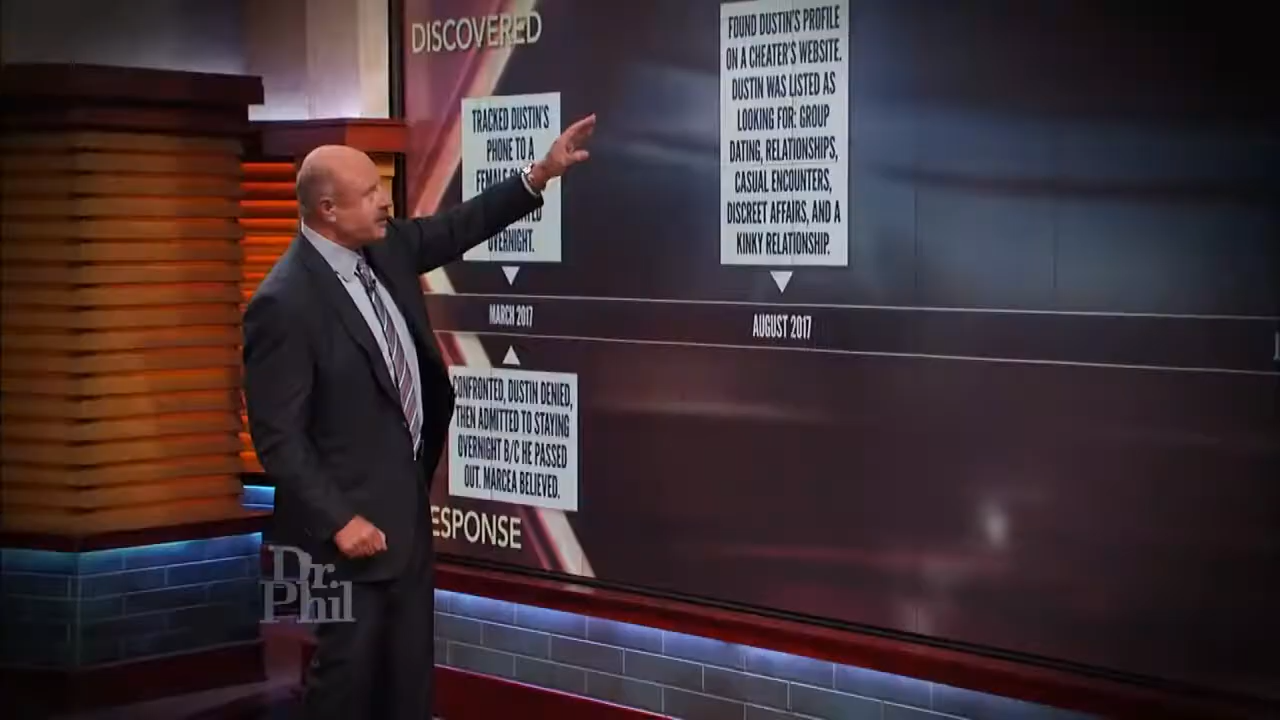 DISCOVERED
TRACKED DUSTIN'S
PHONE TO A
FEMALE
OVERNIGHT.
FOUND DUSTIN'S PROFILE
ON A CHEATER'S WEBSITE.
DUSTIN WAS LISTED AS
LOOKING FOR: GROUP
DATING, RELATIONSHIPS,
CASUAL ENCOUNTERS,
DISCREET AFFAIRS, AND A
KINKY RELATIONSHIP.
MARCH 2017
AUGUST 2017
CONFRONTED, DUSTIN DENIED,
THEN ADMITTED TO STAYING
OVERNIGHT B/C HE PASSED
OUT. MARCEA BELIEVED.
ESPONSE
Dr.
Phil